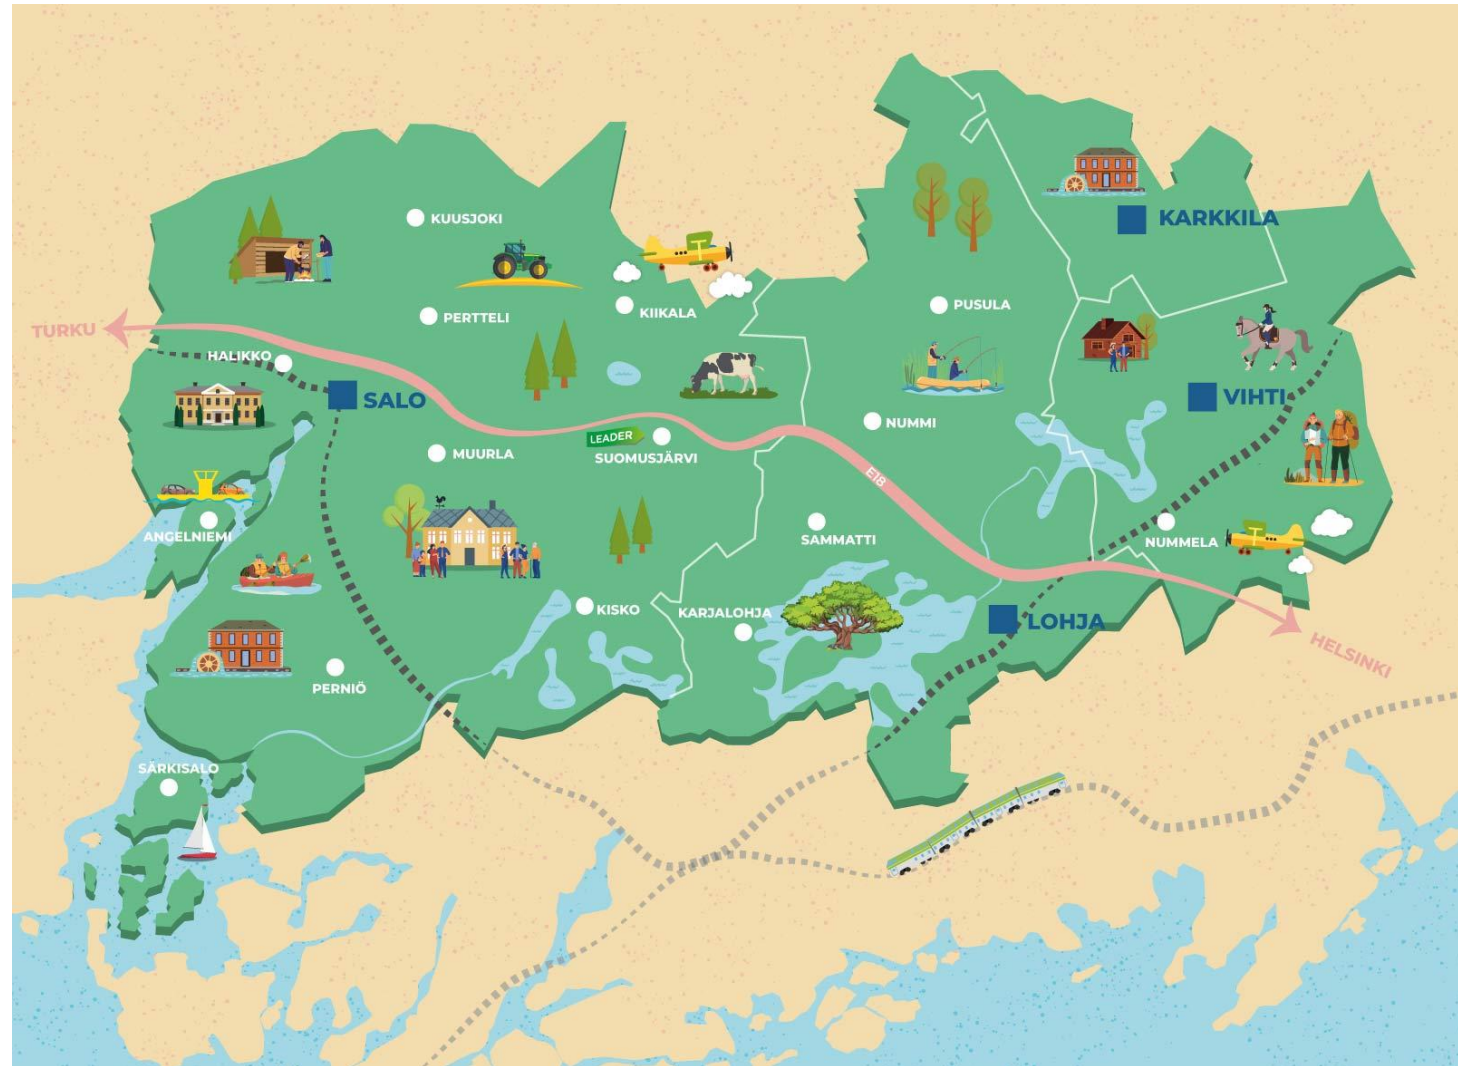 KARKKILA
KUUSJOKI
PUSULA
KIIKALA
PERTTELI
TURKU
HALIKKO
SALO
VIHTI
NUMMI
LEADER
SUOMUSJÄRVI
MUURLA
E18
ANGELNIEMI
SAMMATTI
NUMMELA
KISKO
KARJALOHJA
LOHJA
HELSINKI
PERNIÖ
SÄRKISALO